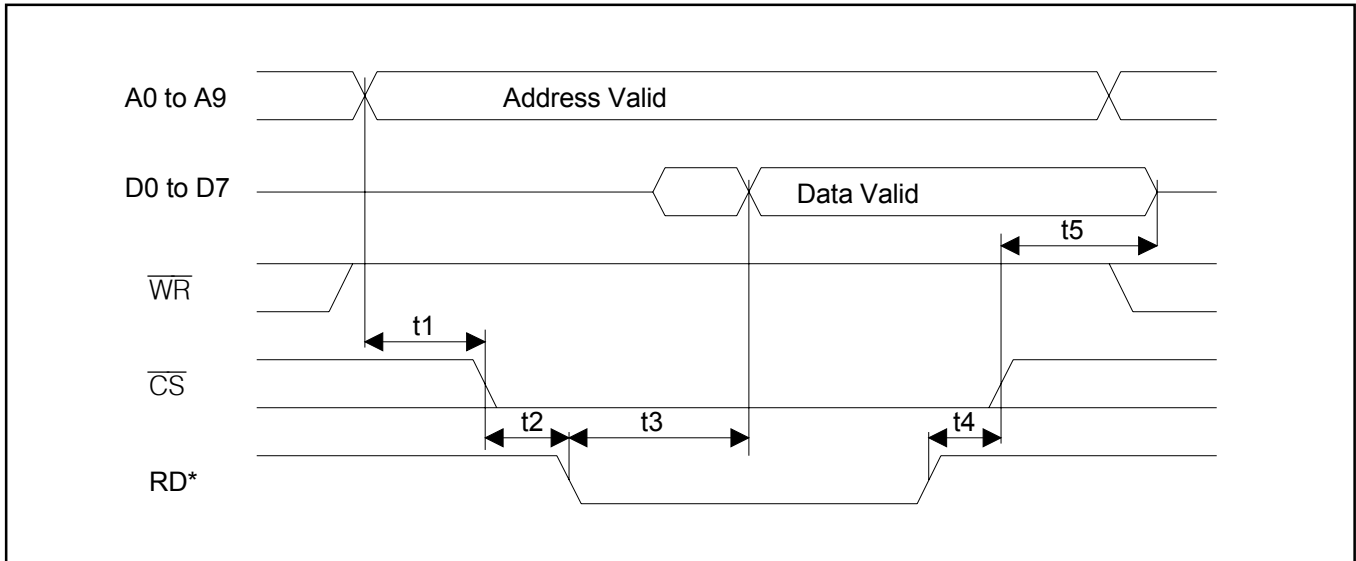 A0 to A9
Address Valid
D0 to D7
Data Valid
t5
WR
t1
CS
t2
t3
t4
RD*